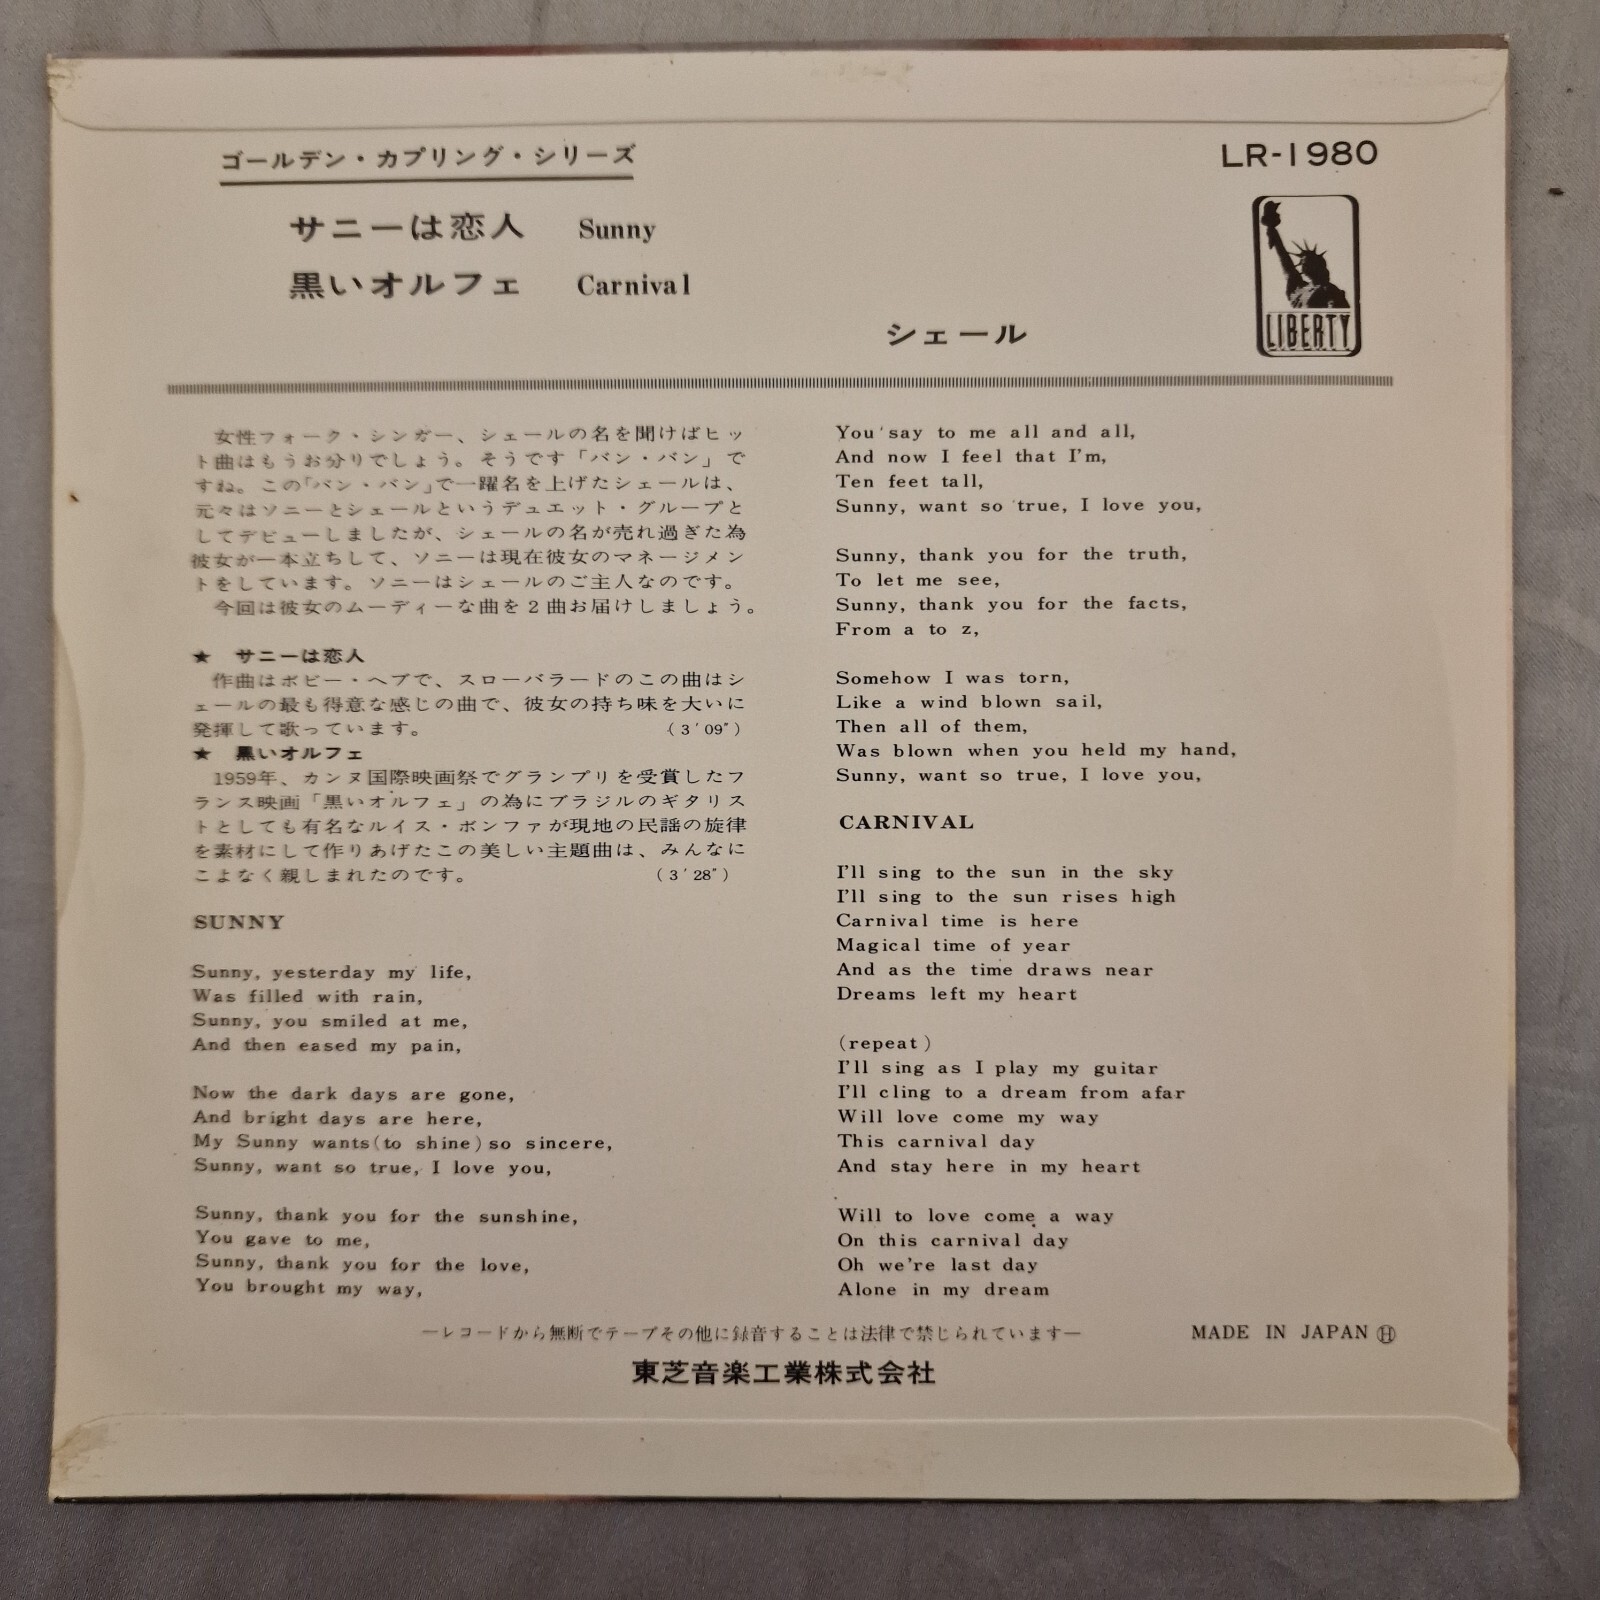 ゴールデン・カプリング・シリーズ
LR-1980
サニーは恋人 Sunny
黒いオルフェ Carnival
シェール
LIBERTY
女性フォーク・シンガー、シェールの名を聞けばヒッ
ト曲はもうお分りでしょう。そうです「バン・バン」で
すね。この「バン・バン」で一躍名を上げたシェールは、
元々はソニーとシェールというデュエット・グループと
してデビューしましたが、シェールの名が売れ過ぎた為
彼女が一本立ちして、ソニーは現在彼女のマネージメン
トをしています。ソニーはシェールのご主人なのです。
今回は彼女のムーディーな曲を2曲お届けしましょう。
★ サニーは恋人
作曲はボビー・ヘブで、スローバラードのこの曲はシ
ェールの最も得意な感じの曲で、彼女の持ち味を大いに
発揮して歌っています。 (3′09″)
★ 黒いオルフェ
1959年、カンヌ国際映画祭でグランプリを受賞したフ
ランス映画「黒いオルフェ」の為にブラジルのギタリス
トとしても有名なルイス・ボンファが現地の民謡の旋律
を素材にして作りあげたこの美しい主題曲は、みんなに
こよなく親しまれたのです。 (3′28″)
SUNNY
Sunny, yesterday my life,
Was filled with rain,
Sunny, you smiled at me,
And then eased my pain,
Now the dark days are gone,
And bright days are here,
My Sunny wants(to shine)so sincere,
Sunny, want so true, I love you,
Sunny, thank you for the sunshine,
You gave to me,
Sunny, thank you for the love,
You brought my way,
You say to me all and all,
And now I feel that I'm,
Ten feet tall,
Sunny, want so true, I love you,
Sunny, thank you for the truth,
To let me see,
Sunny, thank you for the facts,
From a to z,
Somehow I was torn,
Like a wind blown sail,
Then all of them,
Was blown when you held my hand,
Sunny, want so true, I love you,
CARNIVAL
I'll sing to the sun in the sky
I'll sing to the sun rises high
Carnival time is here
Magical time of year
And as the time draws near
Dreams left my heart
(repeat)
I'll sing as I play my guitar
I'll cling to a dream from afar
Will love come my way
This carnival day
And stay here in my heart
Will to love come a way
On this carnival day
Oh we're last day
Alone in my dream
―レコードから無断でテープその他に録音することは法律で禁じられています―
MADE IN JAPAN Ⓗ
東芝音楽工業株式会社